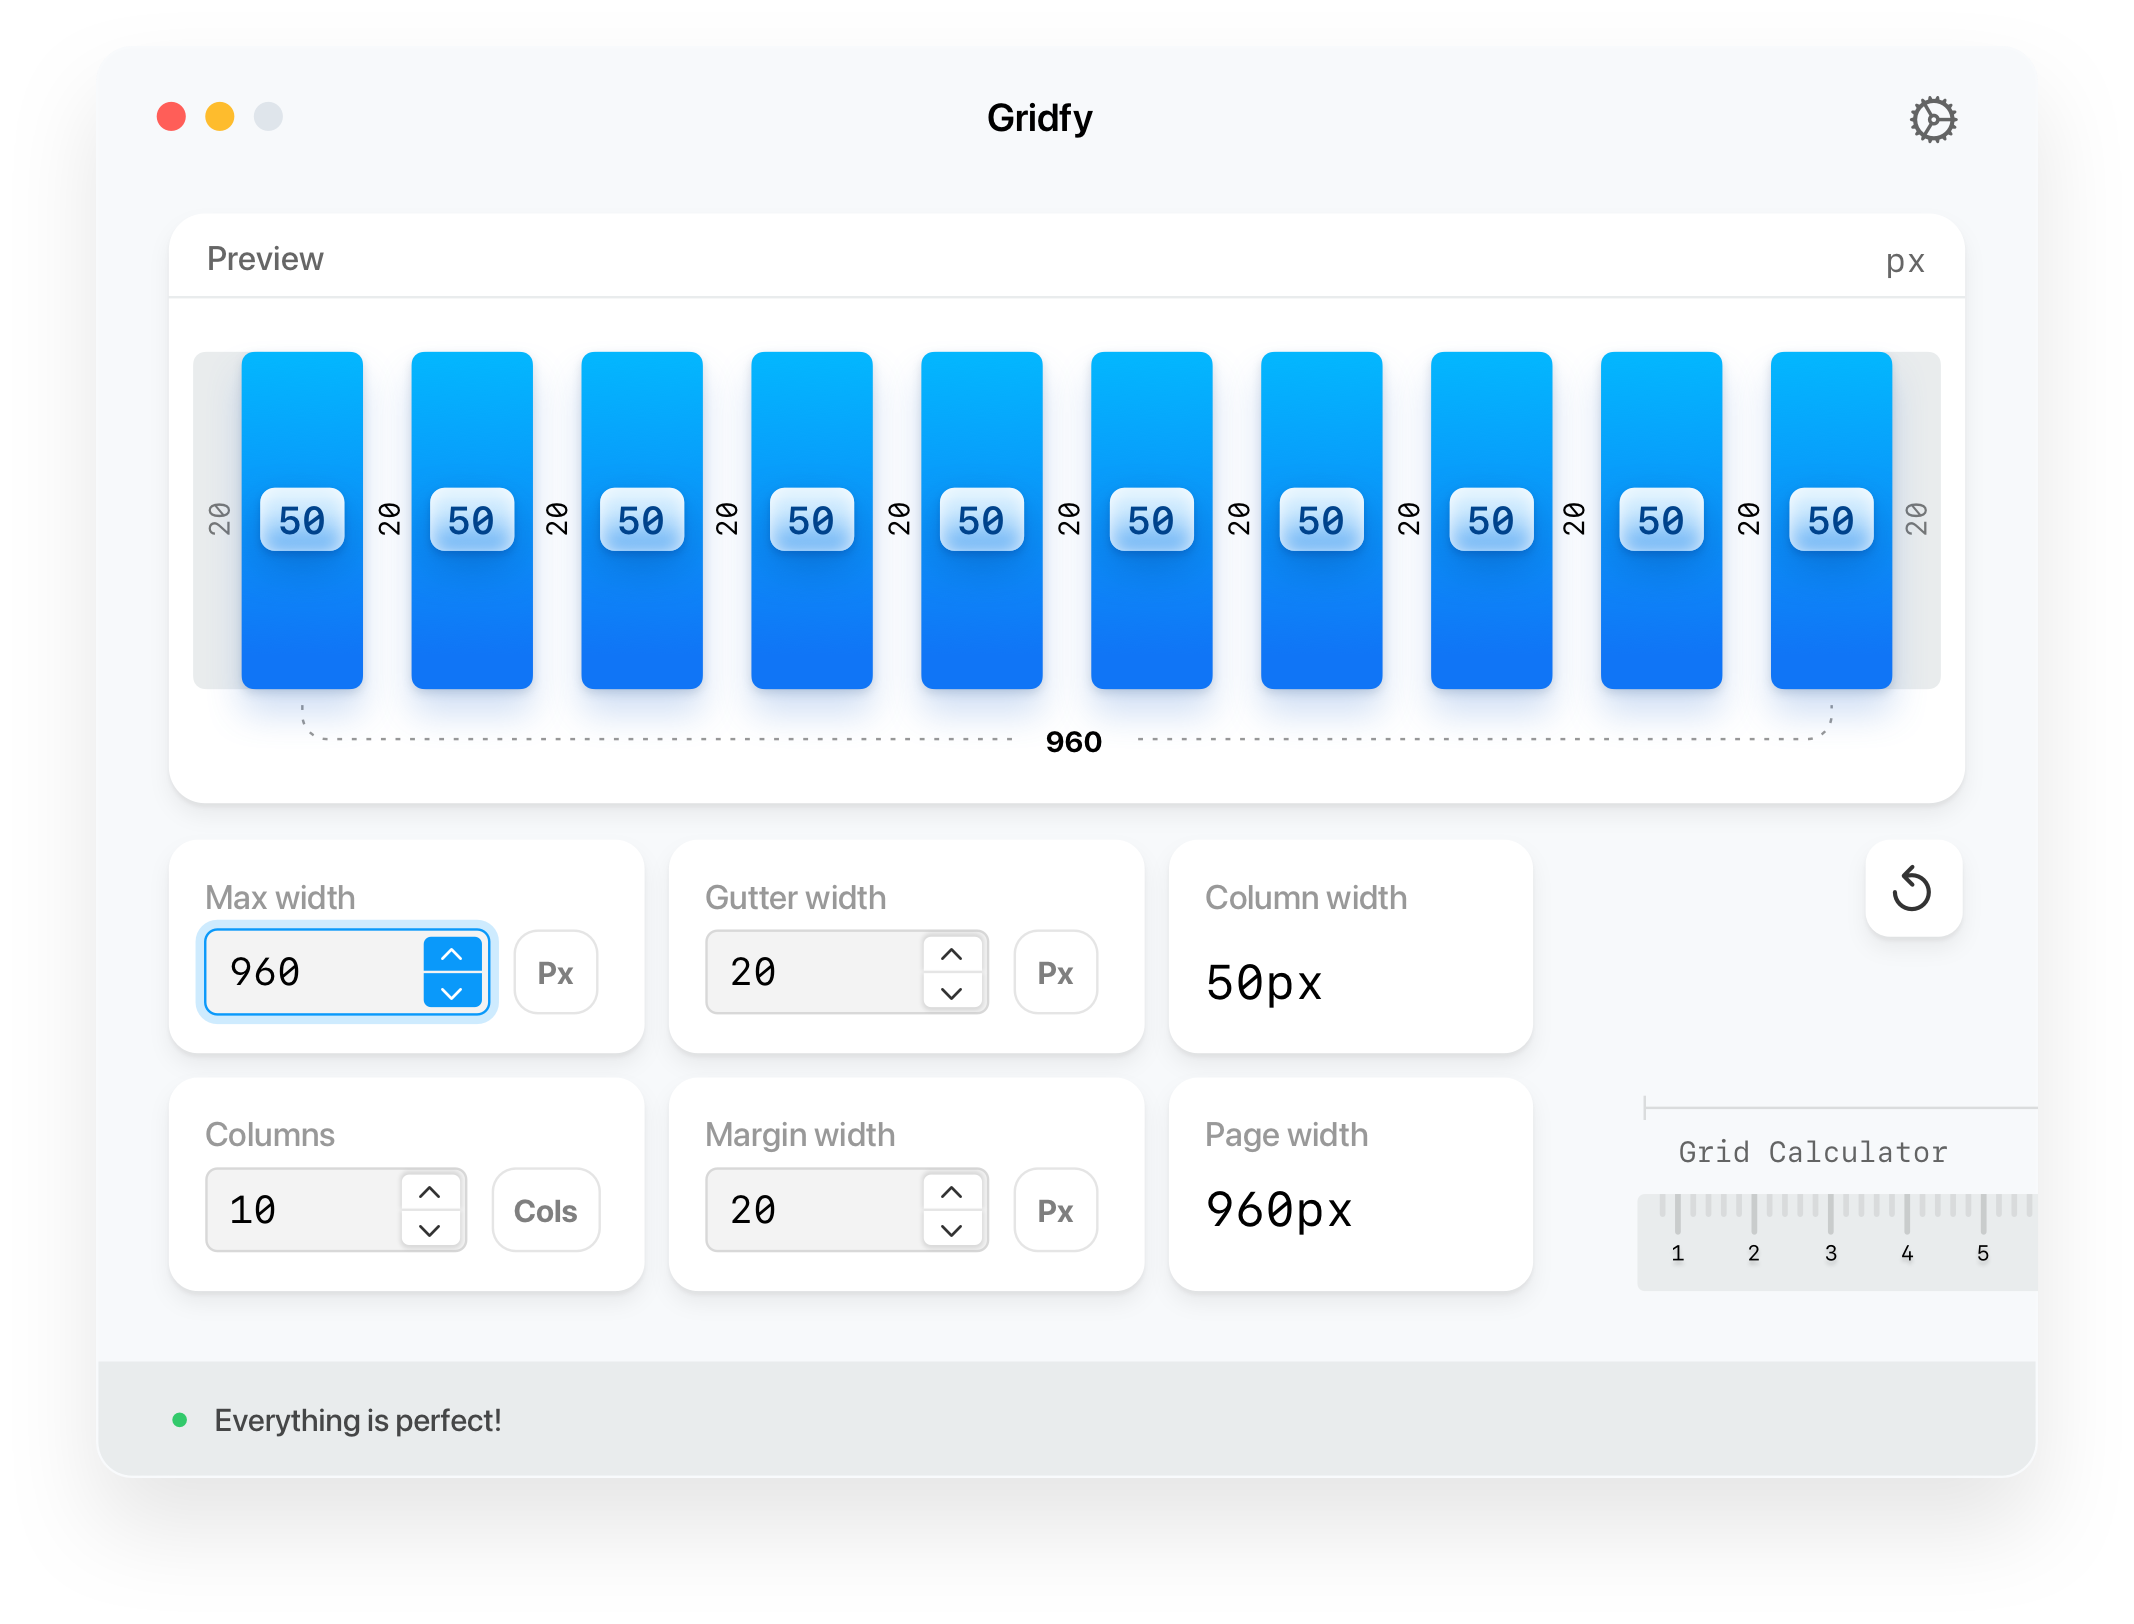 Gridfy
Preview
px
20 50 20 50 20 50 20 50 20 50 20 50 20 50 20 50 20 50 20 50 20
960
Max width
960
Px
Gutter width
20
Px
Column width
50px
Columns
10
Cols
Margin width
20
Px
Page width
960px
Grid Calculator
1 2 3 4 5
Everything is perfect!